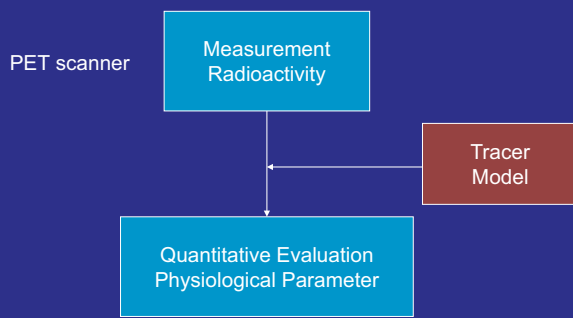 Measurement
Radioactivity
PET scanner
Tracer
Model
Quantitative Evaluation
Physiological Parameter